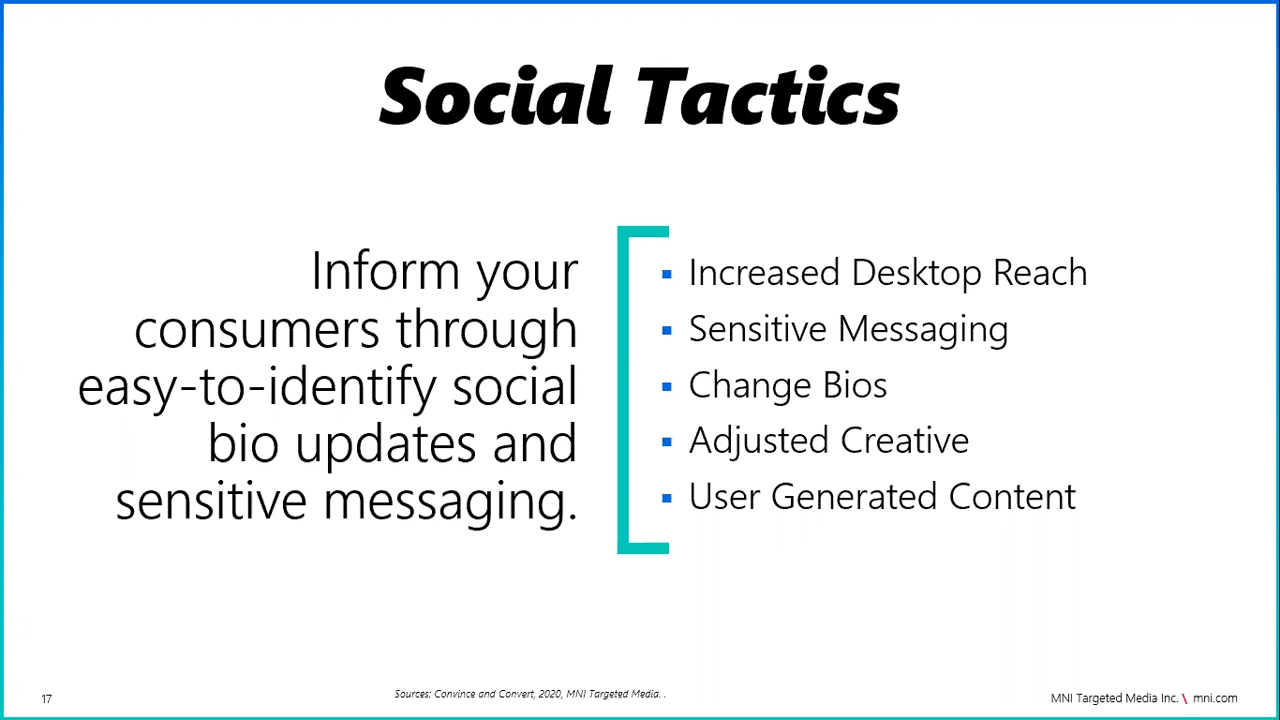 Social Tactics
Inform your
consumers through
easy-to-identify social
bio updates and
sensitive messaging.
▪ Increased Desktop Reach
▪ Sensitive Messaging
▪ Change Bios
▪ Adjusted Creative
▪ User Generated Content
17
Sources: Convince and Convert, 2020, MNI Targeted Media. .
MNI Targeted Media Inc. \ mni.com